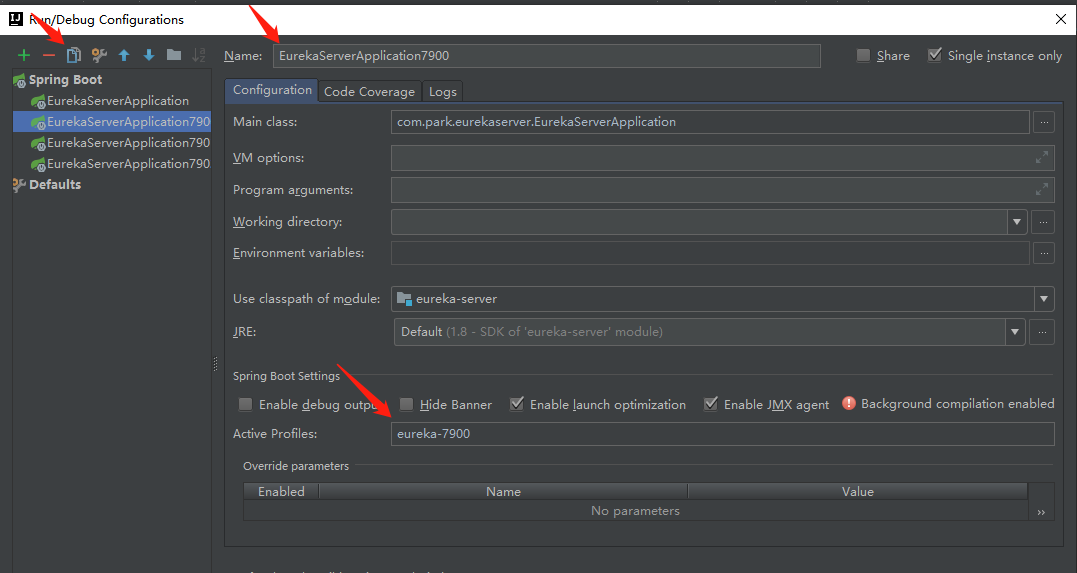 Run/Debug Configurations
Name: EurekaServerApplication7900 Share Single instance only
Spring Boot
EurekaServerApplication
EurekaServerApplication790
EurekaServerApplication790
EurekaServerApplication790
Defaults
Configuration Code Coverage Logs
Main class: com.park.eurekaserver.EurekaServerApplication ...
VM options:
Program arguments:
Working directory: ...
Environment variables: ...
Use classpath of module: eureka-server
JRE: Default (1.8 - SDK of 'eureka-server' module) ...
Spring Boot Settings
Enable debug outpu Hide Banner Enable launch optimization Enable JMX agent Background compilation enabled
Active Profiles: eureka-7900
Override parameters
Enabled Name Value
No parameters »